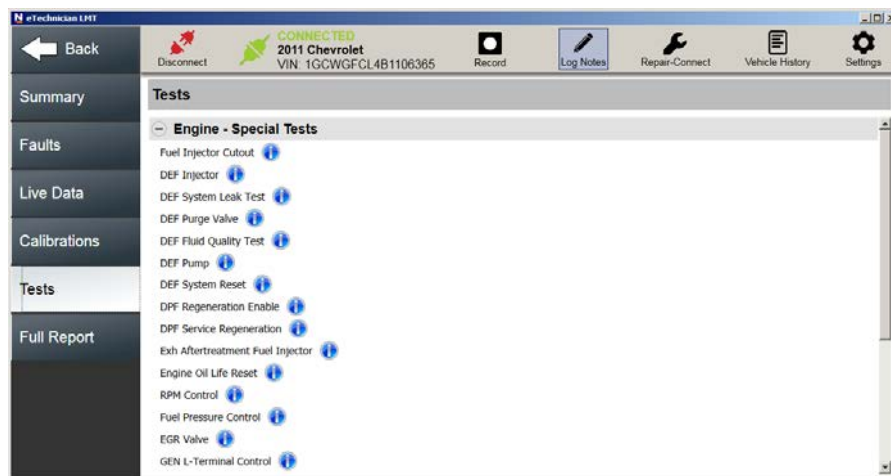 eTechnician LMT
Back
Disconnect
CONNECTED
2011 Chevrolet
VIN: 1GCWGFCL4B1106365
Record
Log Notes
Repair-Connect
Vehicle History
Settings
Summary
Faults
Live Data
Calibrations
Tests
Full Report
Tests
Engine - Special Tests
Fuel Injector Cutout
DEF Injector
DEF System Leak Test
DEF Purge Valve
DEF Fluid Quality Test
DEF Pump
DEF System Reset
DPF Regeneration Enable
DPF Service Regeneration
Exh Aftertreatment Fuel Injector
Engine Oil Life Reset
RPM Control
Fuel Pressure Control
EGR Valve
GEN L-Terminal Control